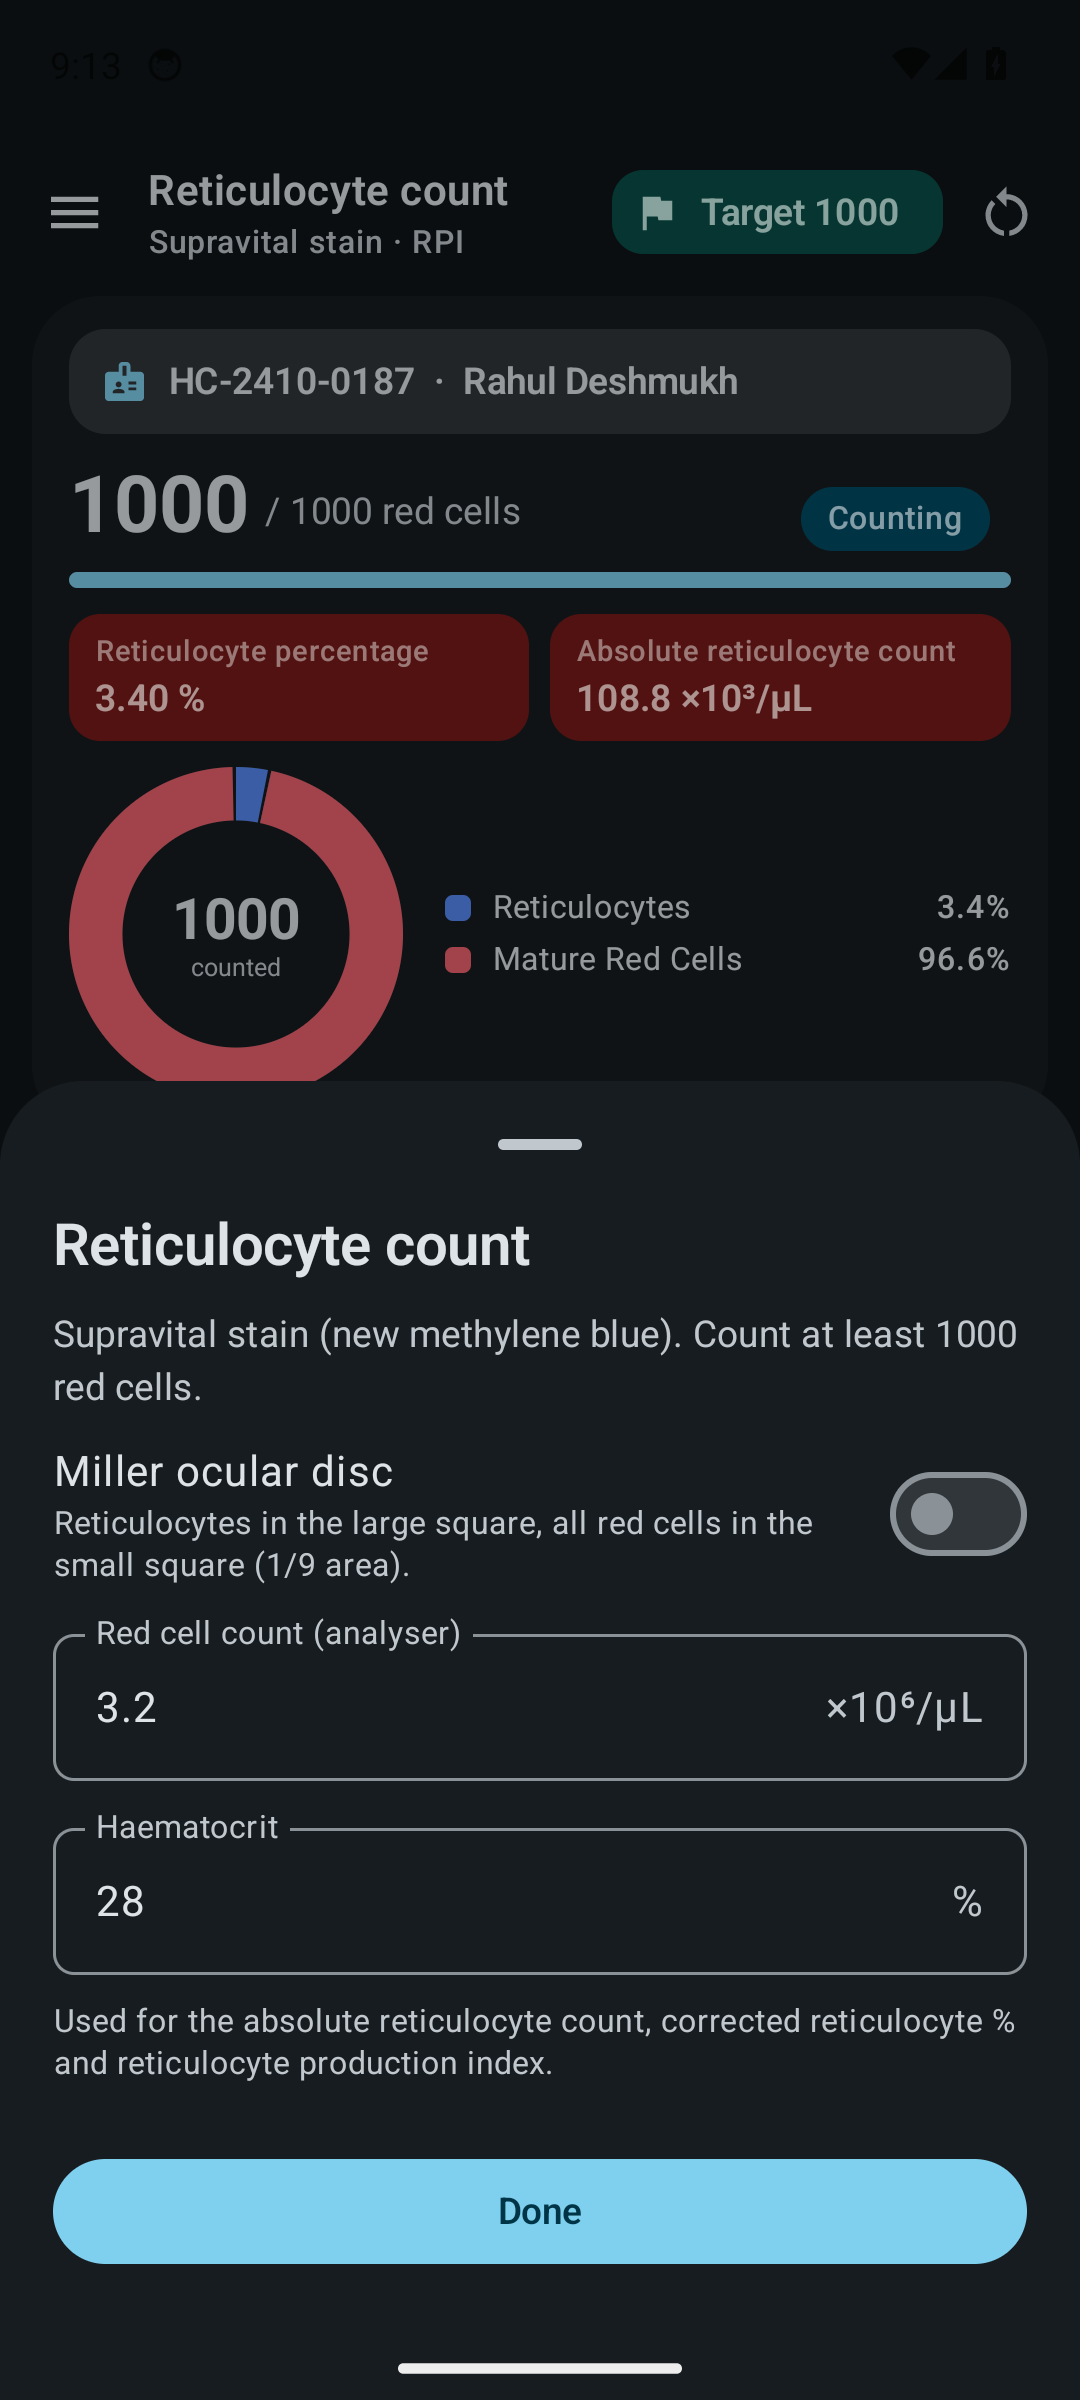 9:13
Reticulocyte count
Supravital stain · RPI
Target 1000
HC-2410-0187 · Rahul Deshmukh
1000 / 1000 red cells
Counting
Reticulocyte percentage
3.40 %
Absolute reticulocyte count
108.8 ×10³/µL
1000
counted
Reticulocytes 3.4%
Mature Red Cells 96.6%
Reticulocyte count
Supravital stain (new methylene blue). Count at least 1000
red cells.
Miller ocular disc
Reticulocytes in the large square, all red cells in the
small square (1/9 area).
Red cell count (analyser)
3.2 ×10⁶/µL
Haematocrit
28 %
Used for the absolute reticulocyte count, corrected reticulocyte %
and reticulocyte production index.
Done